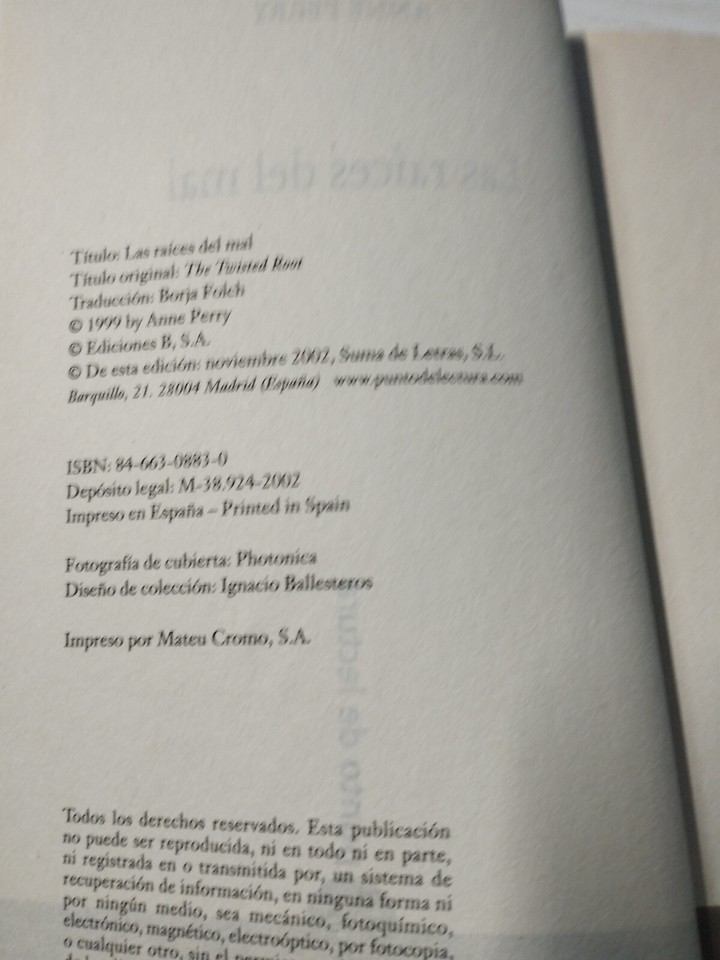 Título: Las raíces del mal
Título original: The Twisted Root
Traducción: Borja Folch
© 1999 by Anne Perry
© Ediciones B, S.A.
© De esta edición: noviembre 2002, Suma de Letras, S.L.
Barquillo, 21. 28004 Madrid (España) www.puntodelectura.com
ISBN: 84-663-0883-0
Depósito legal: M-38.924-2002
Impreso en España – Printed in Spain
Fotografía de cubierta: Photonica
Diseño de colección: Ignacio Ballesteros
Impreso por Mateu Cromo, S.A.
Todos los derechos reservados. Esta publicación
no puede ser reproducida, ni en todo ni en parte,
ni registrada en o transmitida por, un sistema de
recuperación de información, en ninguna forma ni
por ningún medio, sea mecánico, fotoquímico,
electrónico, magnético, electroóptico, por fotocopia,
o cualquier otro, sin el